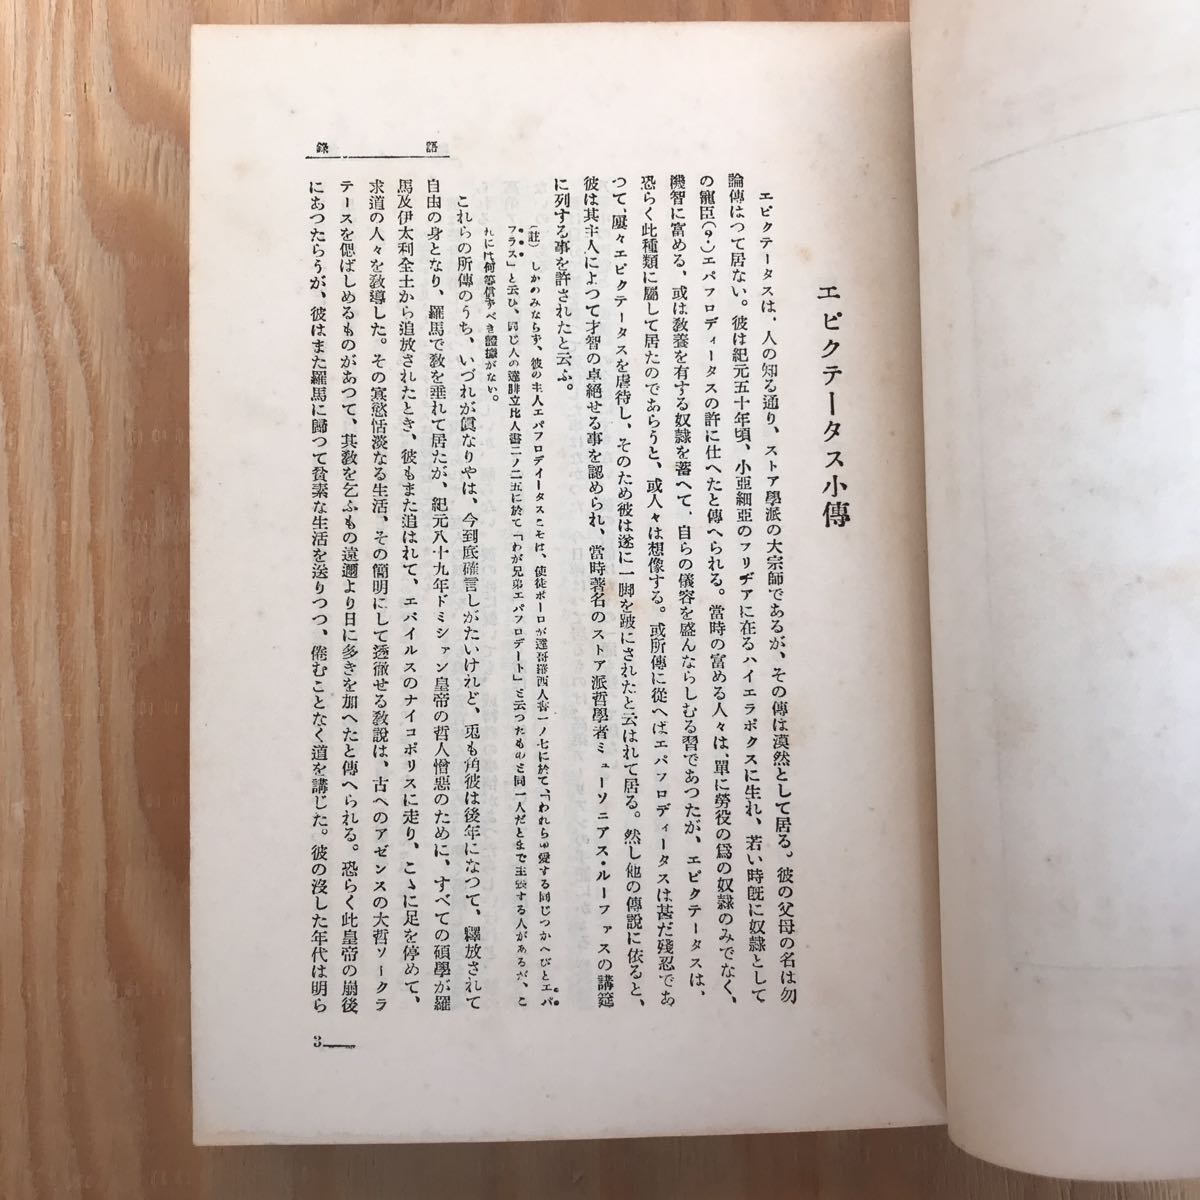 エピクテータス小傳
エピクテータスは、人の知る通り、ストア學派の大宗師であるが、その傳は漠然として居る。彼の父母の名は勿
論傳はつて居ない。彼は紀元五十年頃、小亞細亞のフリヂアに在るハイエラポクスに生れ、若い時旣に奴隷として
の寵臣(?)エパフロディータスの許に仕へたと傳へられる。當時の富める人々は、單に勞役の爲の奴隷のみでなく、
機智に富める、或は敎養を有する奴隷を蓄へて、自らの儀容を盛んならしむる習であつたが、エピクテータスは、
恐らく此種類に屬して居たのであらうと、或人々は想像する。或所傳に從へばエパフロディータスは甚だ殘忍であ
つて、屢々エピクテータスを虐待し、そのため彼は遂に一脚を跛にされたと云はれて居る。然し他の傳說に依ると、
彼は其主人によつて才智の卓絕せる事を認められ、當時著名のストア派哲學者ミューソニアス・ルーファスの講筵
に列する事を許されたと云ふ。
(註) しかのみならず、彼の主人エパフロデイータスこそは、使徒ポーロが達哥羅西人書一ノ七に於て、「われらの愛する同じつかへびとエパ
フラス」と云ひ、同じ人の達腓立比人書二ノ二五に於て「わが兄弟エパフロデート」と云つたものと同一人だとまで主張する人があるが、こ
れには何等信ずべき證據がない。
これらの所傳のうち、いづれが眞なりやは、今到底確言しがたいけれど、兎も角彼は後年になつて、釋放されて
自由の身となり、羅馬で敎を垂れて居たが、紀元八十九年ドミシァン皇帝の哲人憎惡のために、すべての碩學が羅
馬及伊太利全土から追放されたとき、彼もまた追はれて、エパイルスのナイコポリスに走り、こゝに足を停めて、
求道の人々を敎導した。その寡慾恬淡なる生活、その簡明にして透徹せる敎說は、古へのアゼンスの大哲ソークラ
テースを偲ばしめるものがあつて、其敎を乞ふもの遠邇より日に多きを加へたと傳へられる。恐らく此皇帝の崩後
にあつたらうが、彼はまた羅馬に歸つて貧素な生活を送りつつ、倦むことなく道を講じた。彼の沒した年代は明ら
語錄
3